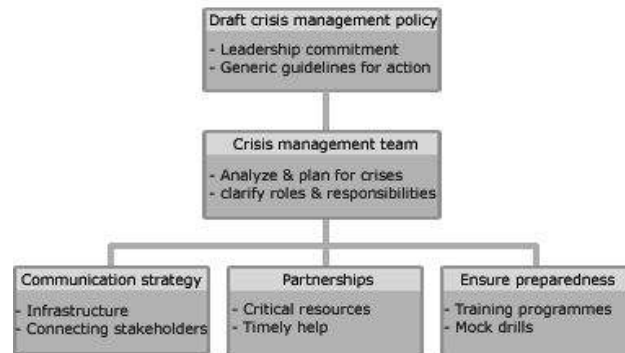 Draft crisis management policy
- Leadership commitment
- Generic guidelines for action
Crisis management team
- Analyze & plan for crises
- clarify roles & responsibilities
Communication strategy
- Infrastructure
- Connecting stakeholders
Partnerships
- Critical resources
- Timely help
Ensure preparedness
- Training programmes
- Mock drills